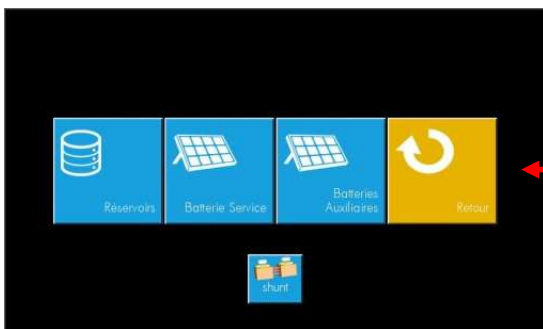 Réservoirs
Batterie Service
Batteries
Auxiliaires
Retour
shunt